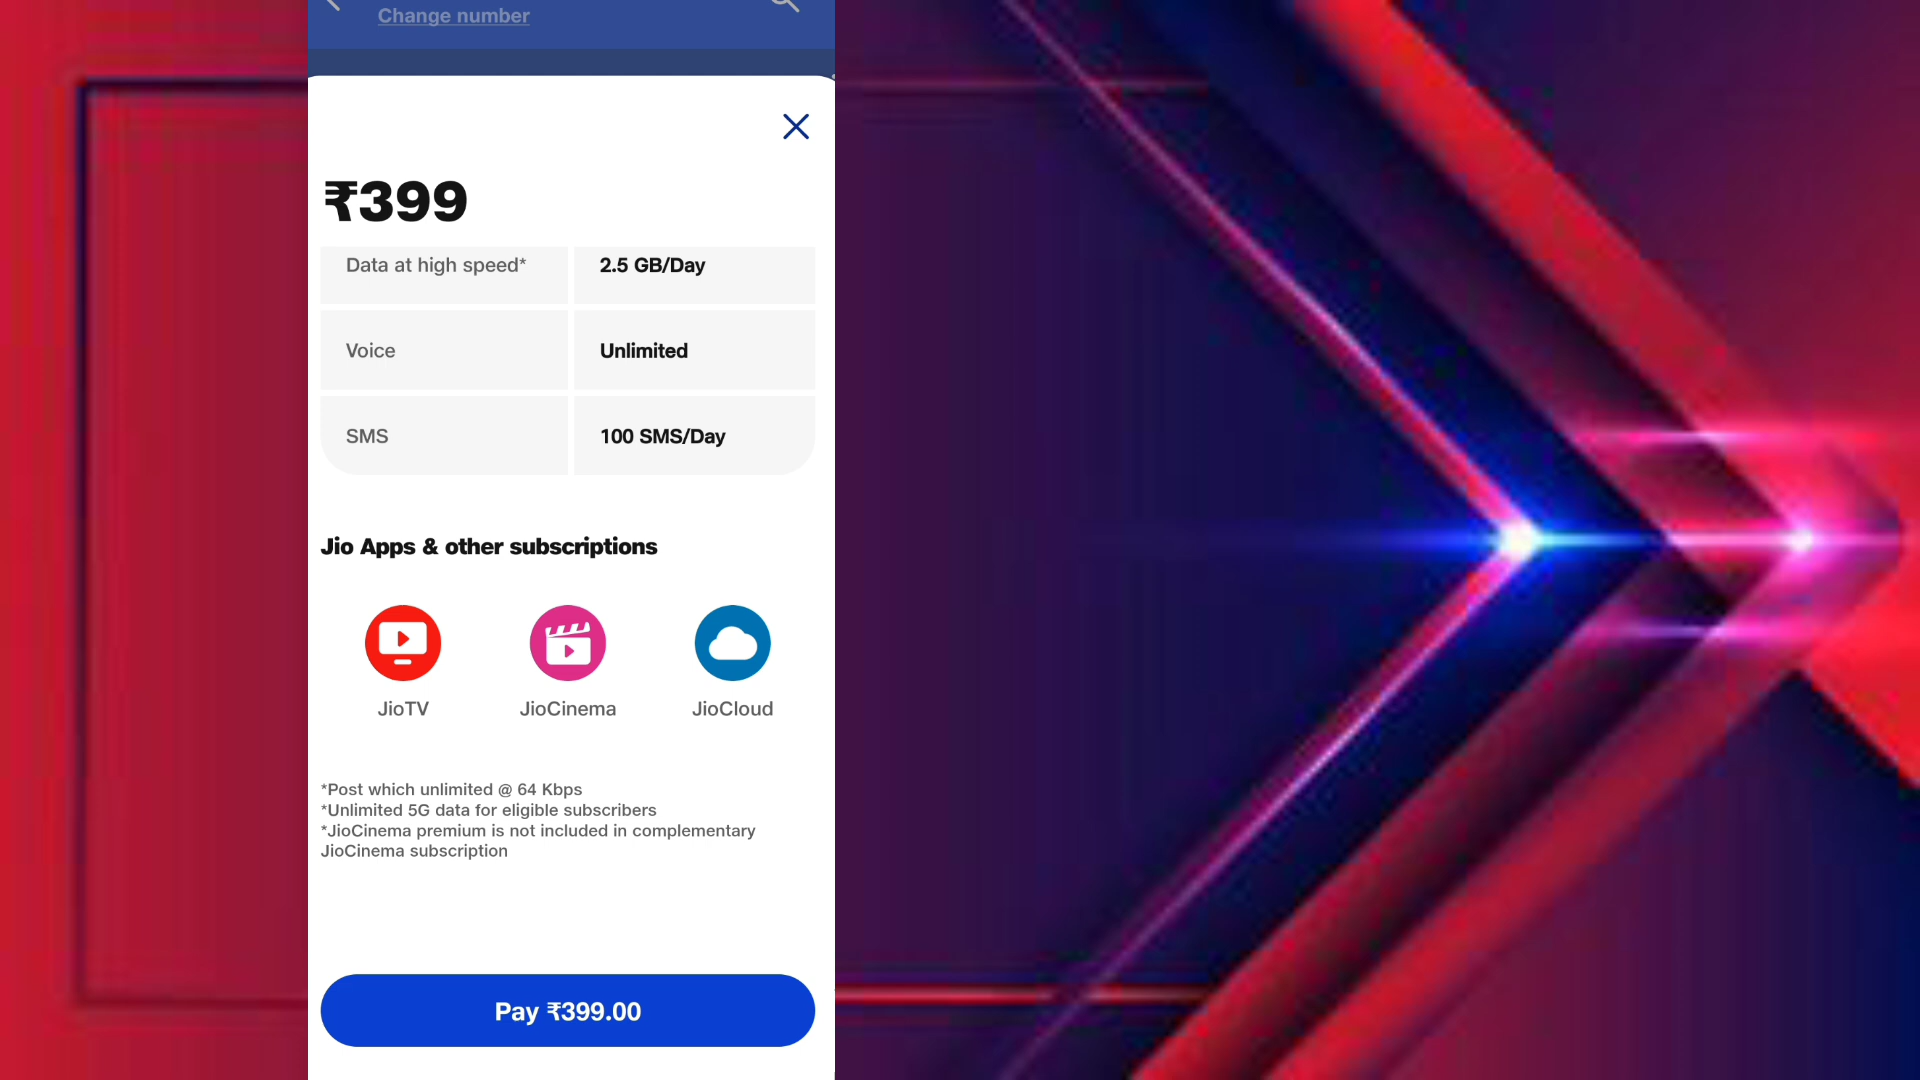 Change number
₹399
Data at high speed* 2.5 GB/Day
Voice Unlimited
SMS 100 SMS/Day
Jio Apps & other subscriptions
JioTV JioCinema JioCloud
*Post which unlimited @ 64 Kbps
*Unlimited 5G data for eligible subscribers
*JioCinema premium is not included in complementary
JioCinema subscription
Pay ₹399.00